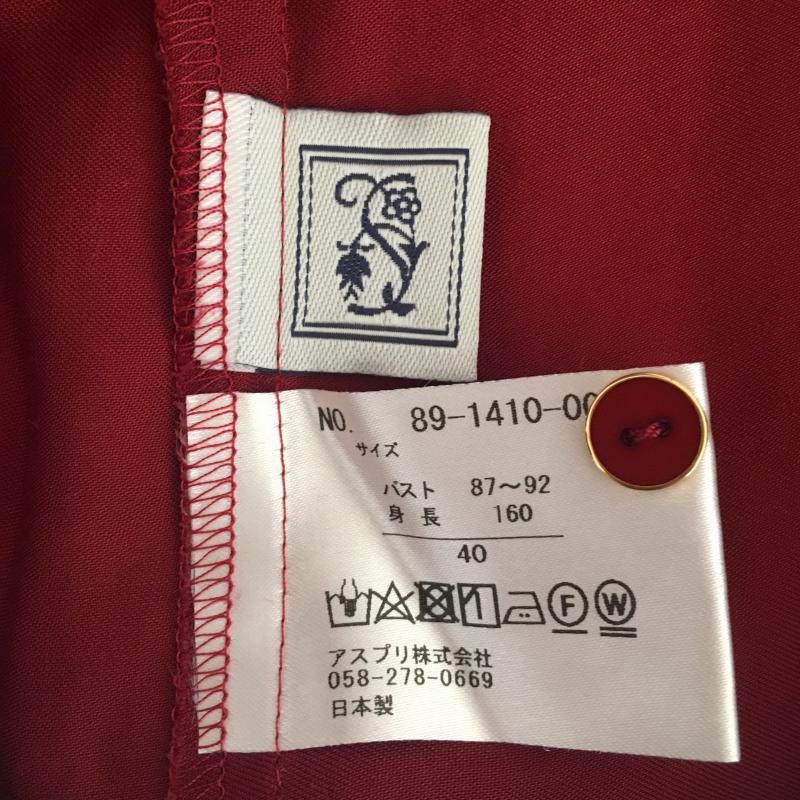 NO. 89-1410-0
サイズ
バスト 87〜92
身長 160
40
F W
アスプリ株式会社
058-278-0669
日本製